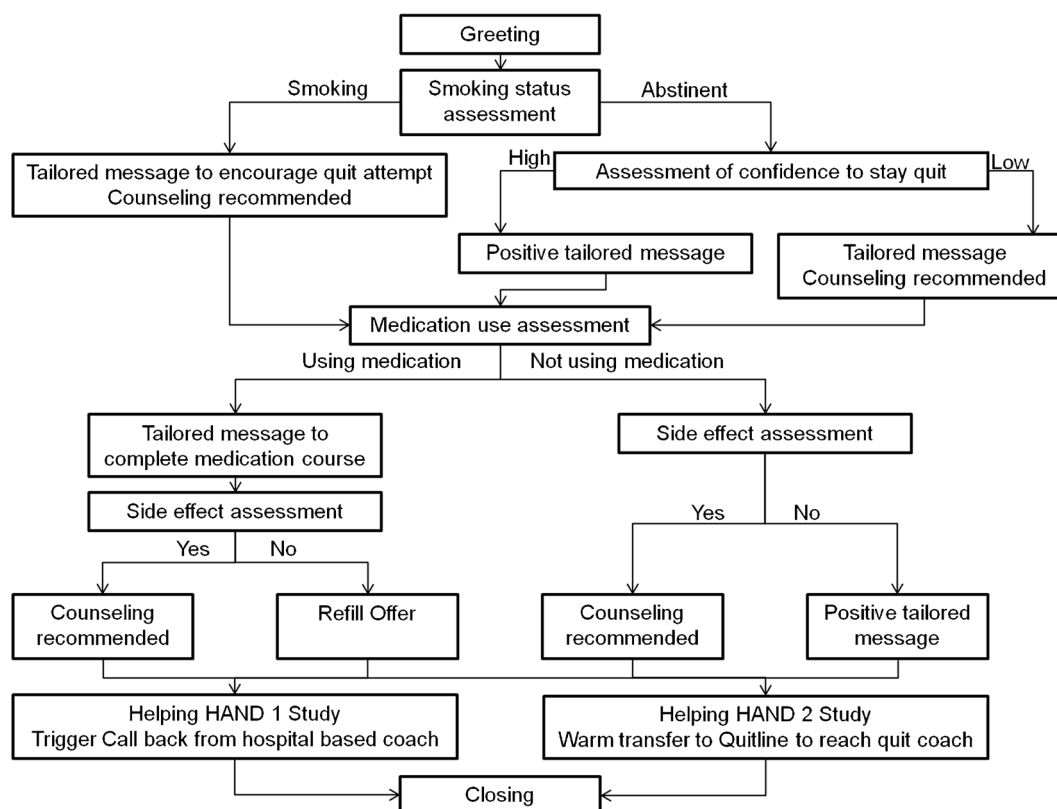 Greeting
Smoking
Smoking status
assessment
Abstinent
Tailored message to encourage quit attempt
Counseling recommended
High
Assessment of confidence to stay quit
Low
Positive tailored message
Tailored message
Counseling recommended
Medication use assessment
Using medication
Not using medication
Tailored message to
complete medication course
Side effect assessment
Side effect assessment
Yes
No
Yes
No
Counseling
recommended
Refill Offer
Counseling
recommended
Positive tailored
message
Helping HAND 1 Study
Trigger Call back from hospital based coach
Helping HAND 2 Study
Warm transfer to Quitline to reach quit coach
Closing